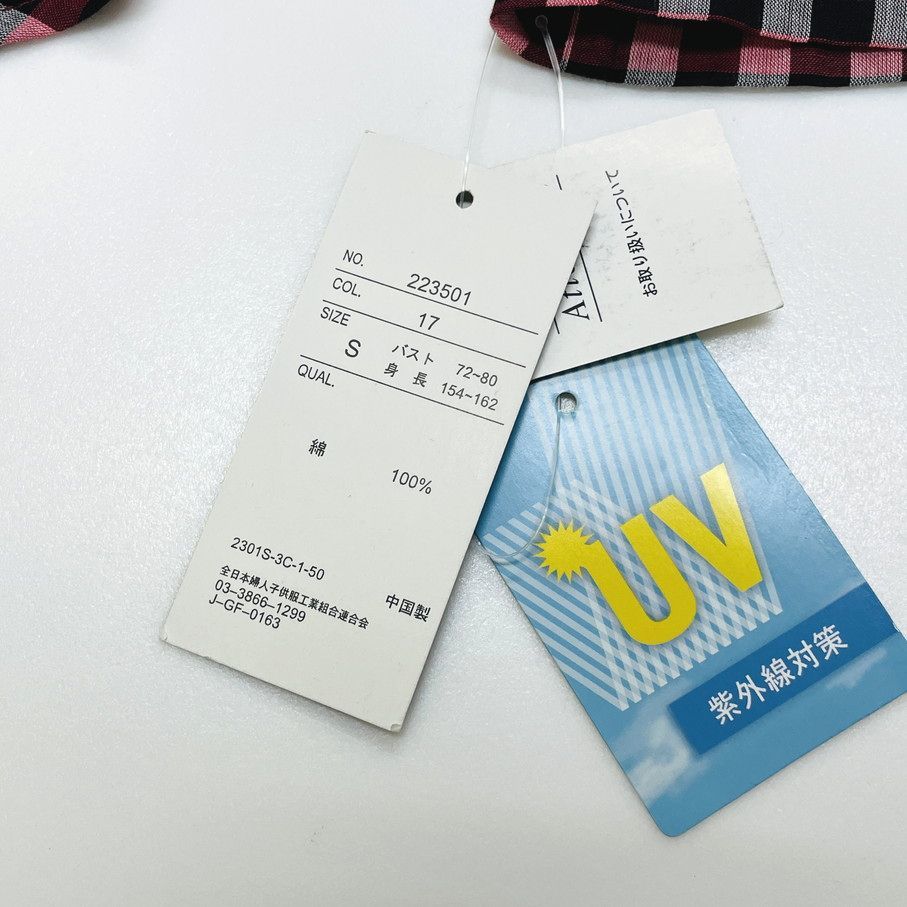 NO. 223501
COL. 17
SIZE S バスト 72~80
身 長 154~162
QUAL.
綿 100%
2301S-3C-1-50
全日本婦人子供服工業組合連合会
03-3866-1299
J-GF-0163
中国製
お取り扱いについて
UV
紫外線対策